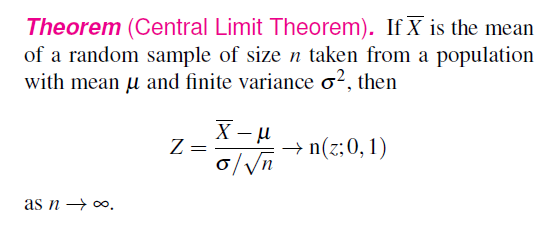 Theorem (Central Limit Theorem). If X̅ is the mean
of a random sample of size n taken from a population
with mean μ and finite variance σ², then
Z = (X̅ − μ) / (σ/√n) → n(z; 0, 1)
as n → ∞.